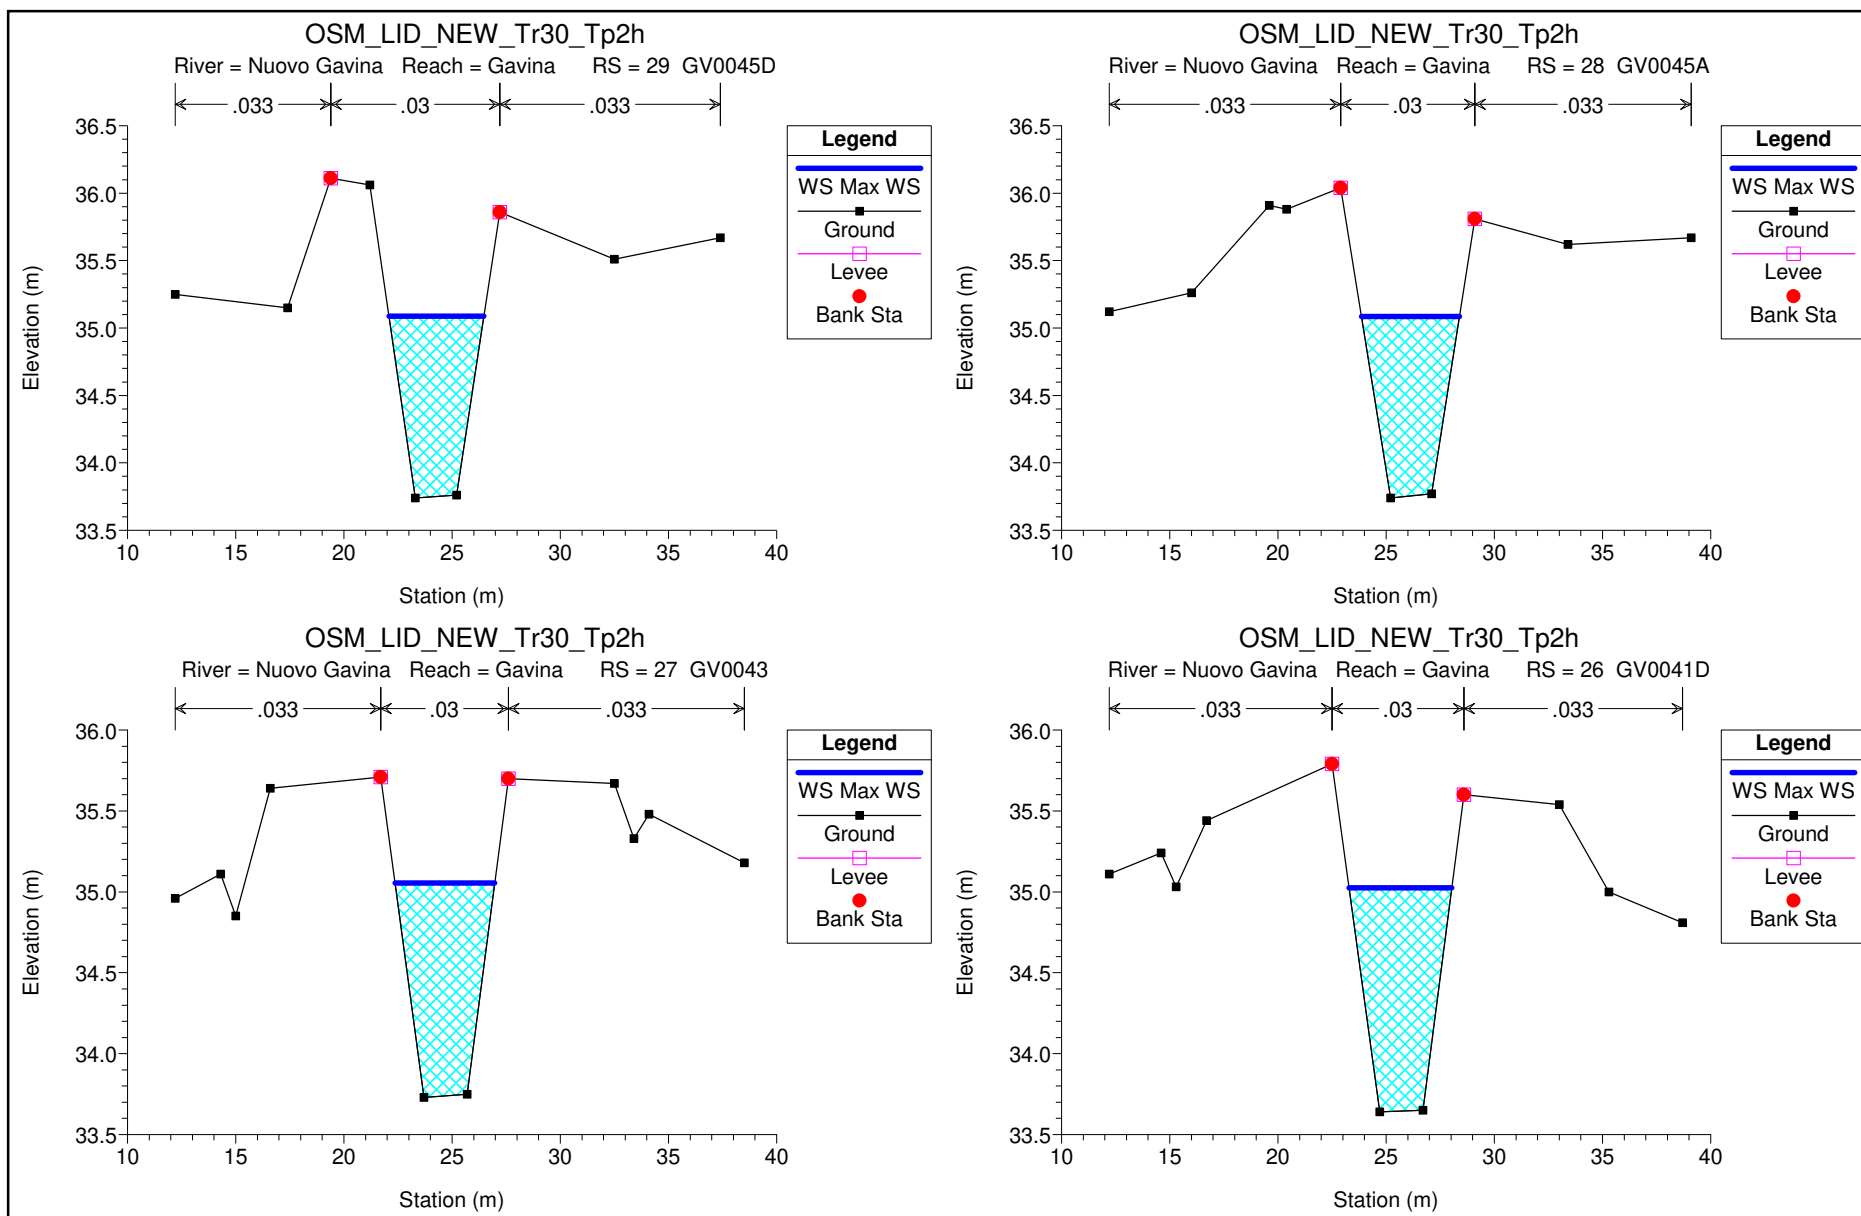 OSM_LID_NEW_Tr30_Tp2h
River = Nuovo Gavina Reach = Gavina RS = 29 GV0045D
.033 .03 .033
36.5
36.0
35.5
35.0
34.5
34.0
33.5
Elevation (m)
10 15 20 25 30 35 40
Station (m)
Legend
WS Max WS
Ground
Levee
Bank Sta
OSM_LID_NEW_Tr30_Tp2h
River = Nuovo Gavina Reach = Gavina RS = 28 GV0045A
.033 .03 .033
36.5
36.0
35.5
35.0
34.5
34.0
33.5
Elevation (m)
10 15 20 25 30 35 40
Station (m)
Legend
WS Max WS
Ground
Levee
Bank Sta
OSM_LID_NEW_Tr30_Tp2h
River = Nuovo Gavina Reach = Gavina RS = 27 GV0043
.033 .03 .033
36.0
35.5
35.0
34.5
34.0
33.5
Elevation (m)
10 15 20 25 30 35 40
Station (m)
Legend
WS Max WS
Ground
Levee
Bank Sta
OSM_LID_NEW_Tr30_Tp2h
River = Nuovo Gavina Reach = Gavina RS = 26 GV0041D
.033 .03 .033
36.0
35.5
35.0
34.5
34.0
33.5
Elevation (m)
10 15 20 25 30 35 40
Station (m)
Legend
WS Max WS
Ground
Levee
Bank Sta